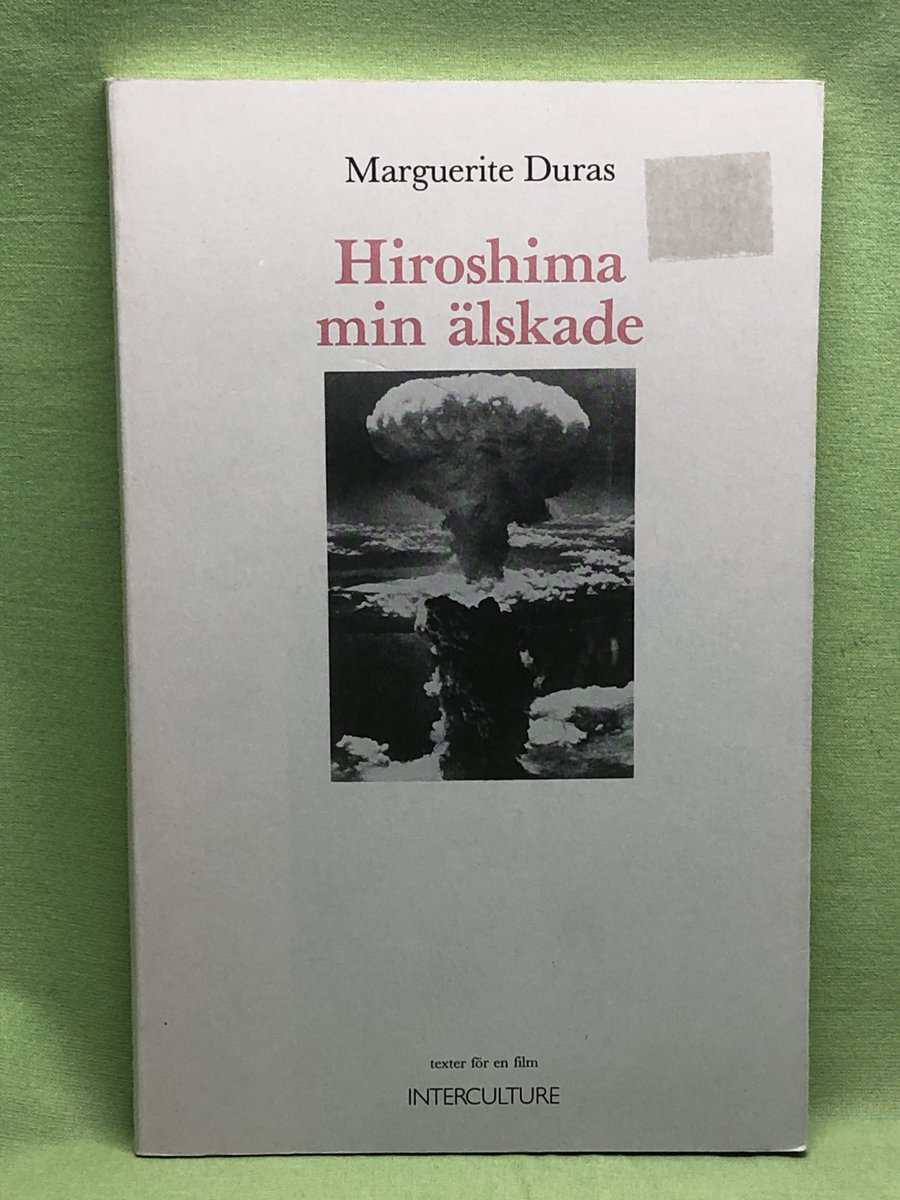 Marguerite Duras
Hiroshima
min älskade
texter för en film
INTERCULTURE